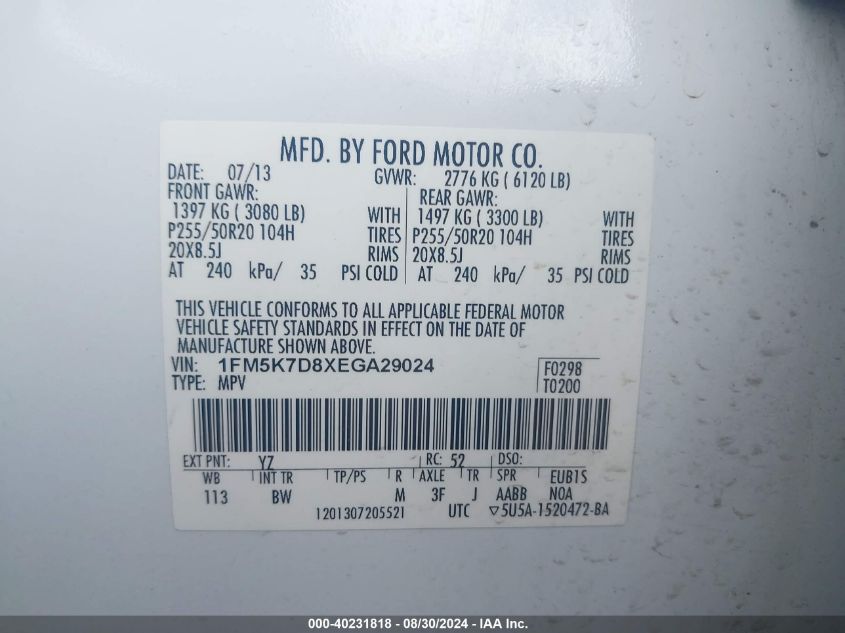 MFD. BY FORD MOTOR CO.
DATE: 07/13 GVWR: 2776 KG ( 6120 LB)
FRONT GAWR: REAR GAWR:
1397 KG ( 3080 LB) WITH 1497 KG ( 3300 LB) WITH
P255/50R20 104H TIRES P255/50R20 104H TIRES
20X8.5J RIMS 20X8.5J RIMS
AT 240 kPa/ 35 PSI COLD AT 240 kPa/ 35 PSI COLD
THIS VEHICLE CONFORMS TO ALL APPLICABLE FEDERAL MOTOR
VEHICLE SAFETY STANDARDS IN EFFECT ON THE DATE OF
MANUFACTURE SHOWN ABOVE.
VIN: 1FM5K7D8XEGA29024 F0298
TYPE: MPV T0200
EXT PNT: YZ RC: 52 DSO:
WB INT TR TP/PS R AXLE TR SPR EUB1S
113 BW M 3F J AABB NOA
1201307205521 UTC ▽5U5A-1520472-BA
000-40231818 - 08/30/2024 - IAA Inc.